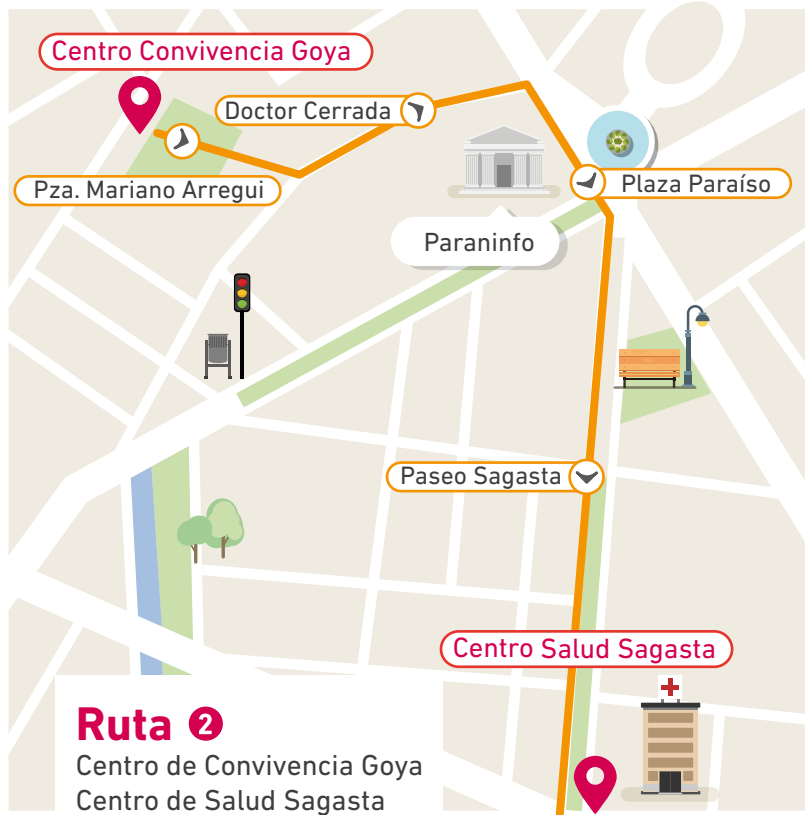 Centro Convivencia Goya
Doctor Cerrada
Pza. Mariano Arregui
Plaza Paraíso
Paraninfo
Paseo Sagasta
Centro Salud Sagasta
Ruta 2
Centro de Convivencia Goya
Centro de Salud Sagasta